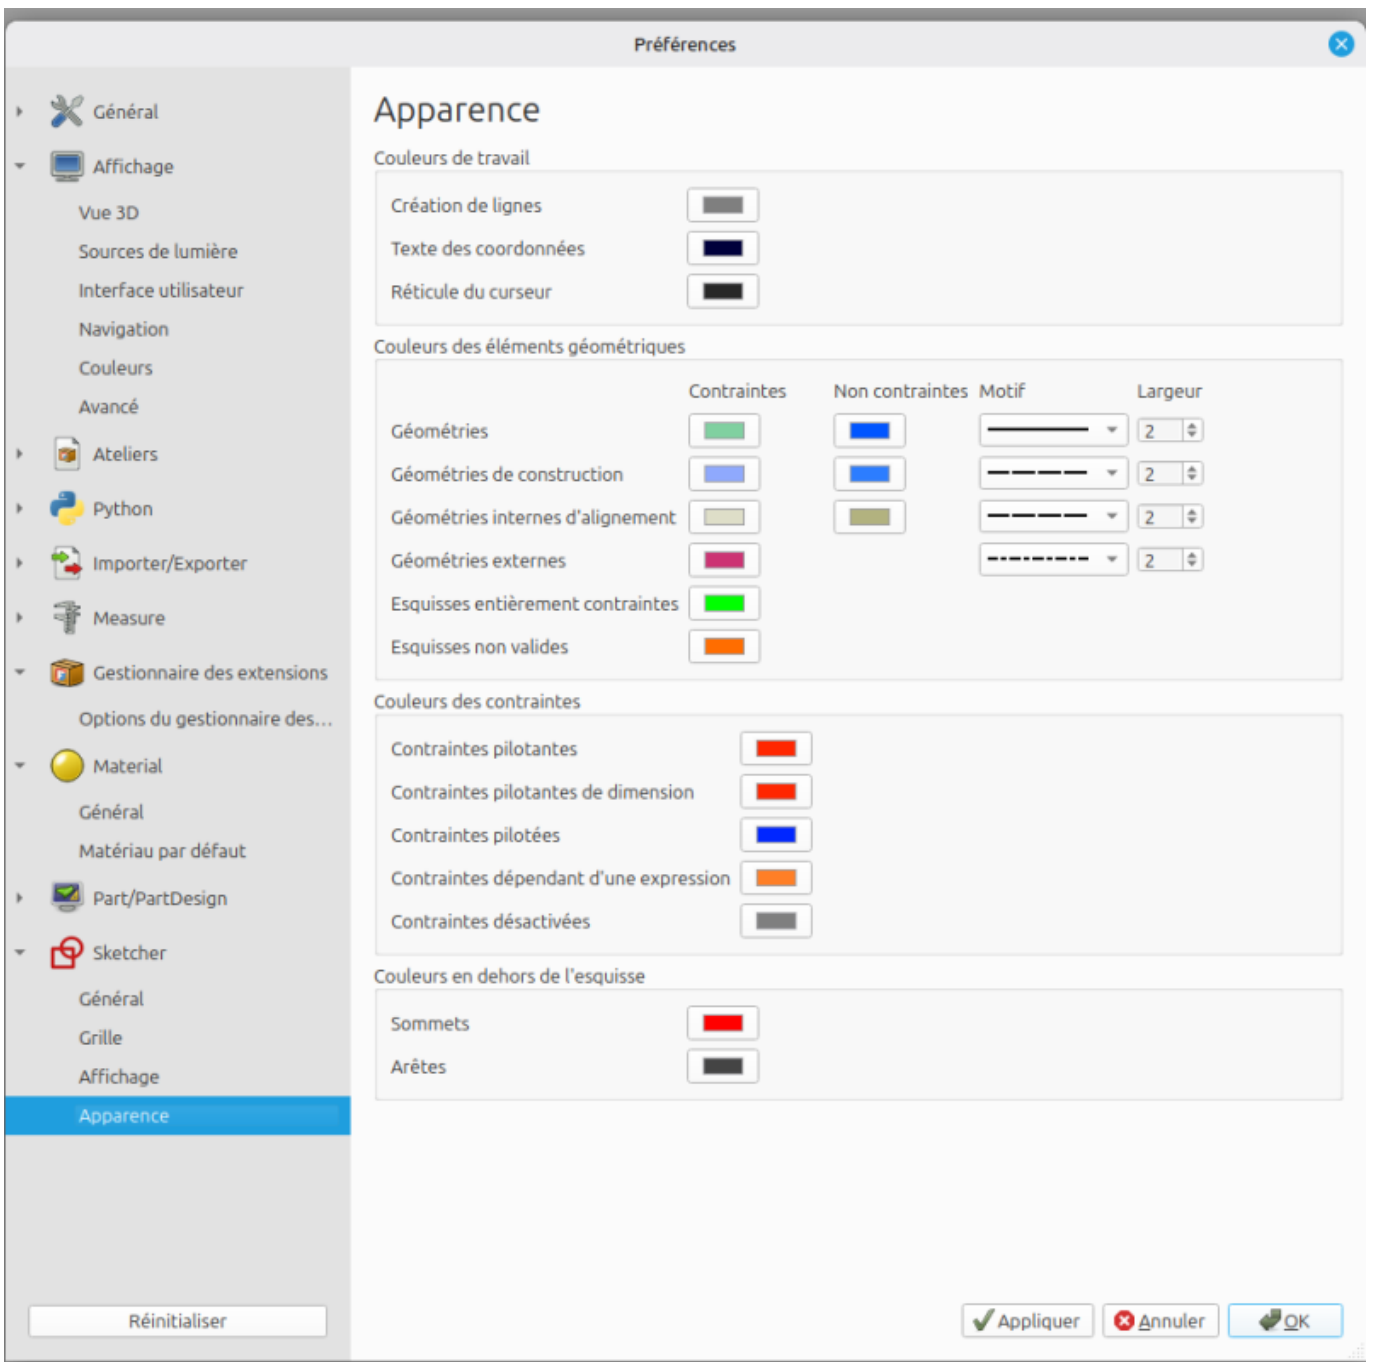 Préférences
Général
Affichage
Vue 3D
Sources de lumière
Interface utilisateur
Navigation
Couleurs
Avancé
Ateliers
Python
Importer/Exporter
Measure
Gestionnaire des extensions
Options du gestionnaire des...
Material
Général
Matériau par défaut
Part/PartDesign
Sketcher
Général
Grille
Affichage
Apparence
Réinitialiser
Apparence
Couleurs de travail
Création de lignes
Texte des coordonnées
Réticule du curseur
Couleurs des éléments géométriques
Contraintes Non contraintes Motif Largeur
Géométries 2
Géométries de construction 2
Géométries internes d'alignement 2
Géométries externes 2
Esquisses entièrement contraintes
Esquisses non valides
Couleurs des contraintes
Contraintes pilotantes
Contraintes pilotantes de dimension
Contraintes pilotées
Contraintes dépendant d'une expression
Contraintes désactivées
Couleurs en dehors de l'esquisse
Sommets
Arêtes
Appliquer Annuler OK